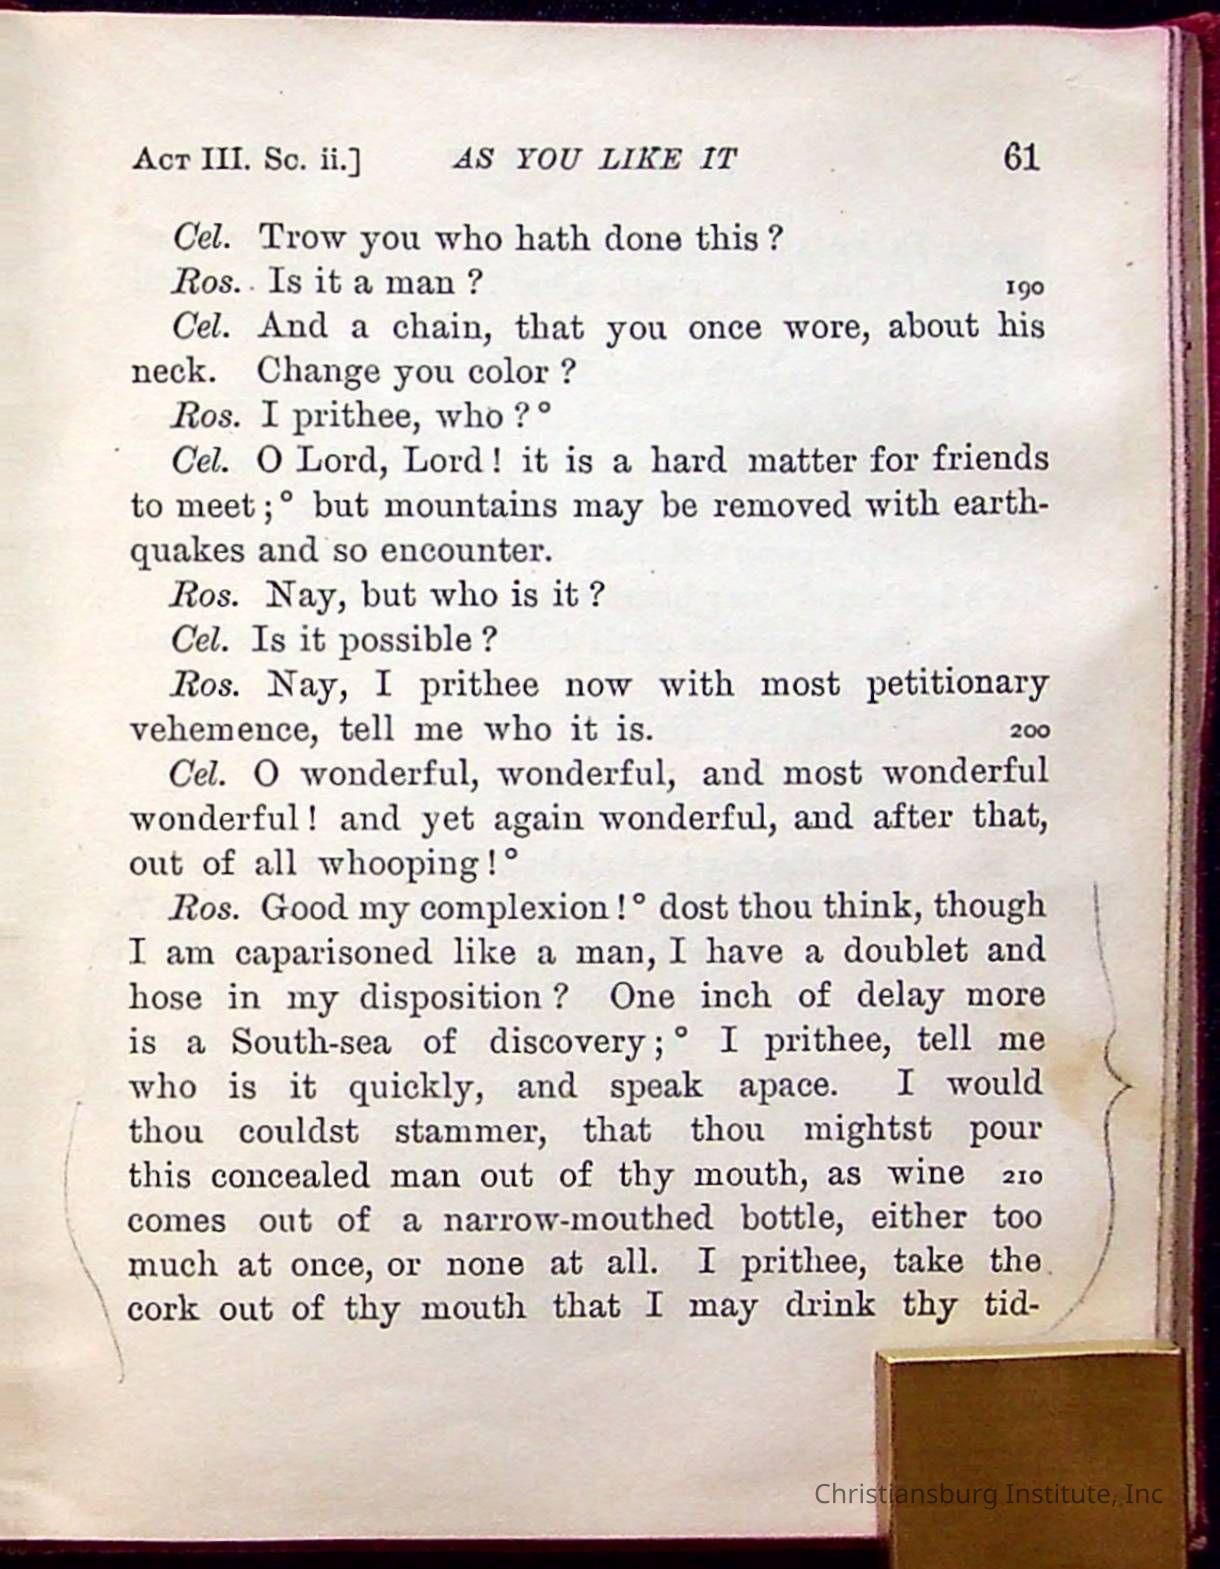 ACT III. Sc. ii.] AS YOU LIKE IT 61
Cel. Trow you who hath done this ?
Ros. Is it a man ? 190
Cel. And a chain, that you once wore, about his
neck. Change you color ?
Ros. I prithee, who ?°
Cel. O Lord, Lord ! it is a hard matter for friends
to meet ;° but mountains may be removed with earth-
quakes and so encounter.
Ros. Nay, but who is it ?
Cel. Is it possible ?
Ros. Nay, I prithee now with most petitionary
vehemence, tell me who it is. 200
Cel. O wonderful, wonderful, and most wonderful
wonderful ! and yet again wonderful, and after that,
out of all whooping !°
Ros. Good my complexion !° dost thou think, though
I am caparisoned like a man, I have a doublet and
hose in my disposition ? One inch of delay more
is a South-sea of discovery ;° I prithee, tell me
who is it quickly, and speak apace. I would
thou couldst stammer, that thou mightst pour
this concealed man out of thy mouth, as wine 210
comes out of a narrow-mouthed bottle, either too
much at once, or none at all. I prithee, take the
cork out of thy mouth that I may drink thy tid-
Christiansburg Institute, Inc